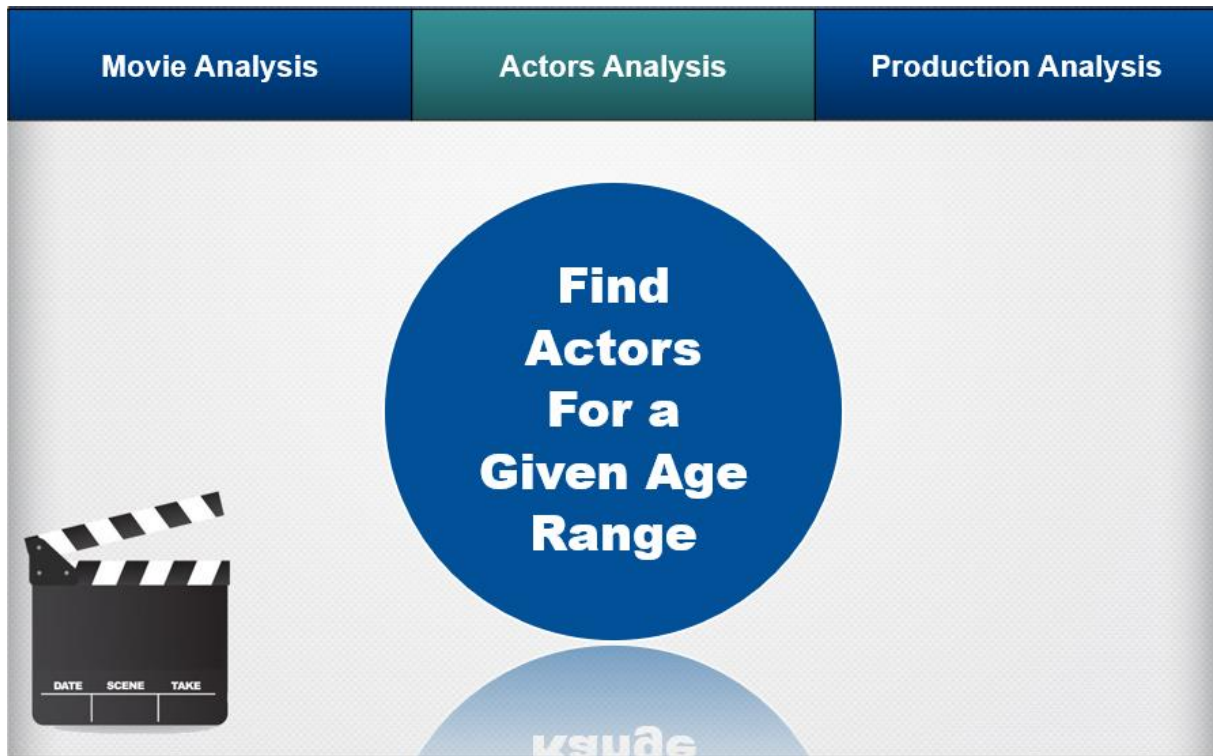 Movie Analysis
Actors Analysis
Production Analysis
Find
Actors
For a
Given Age
Range
DATE SCENE TAKE